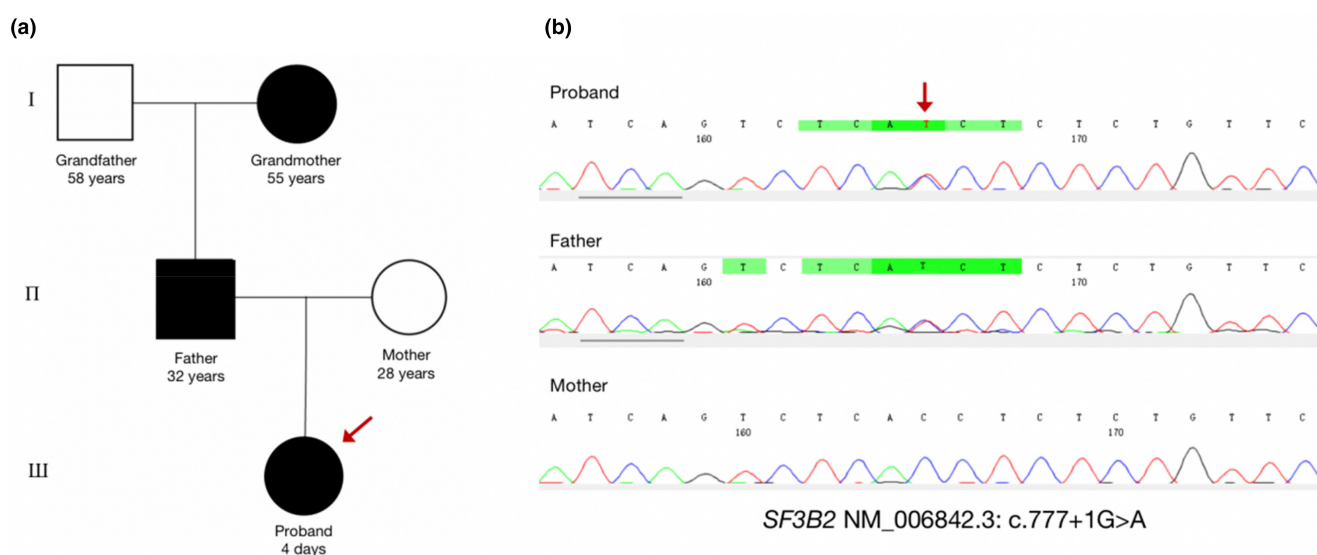 (a)
(b)
I
Grandfather
58 years
Grandmother
55 years
II
Father
32 years
Mother
28 years
III
Proband
4 days
Proband
A T C A G T C T C A T C T C T C T G T T C
160 170
Father
A T C A G T C T C A T C T C T C T G T T C
160 170
Mother
A T C A G T C T C A C C T C T C T G T T C
160 170
SF3B2 NM_006842.3: c.777+1G>A